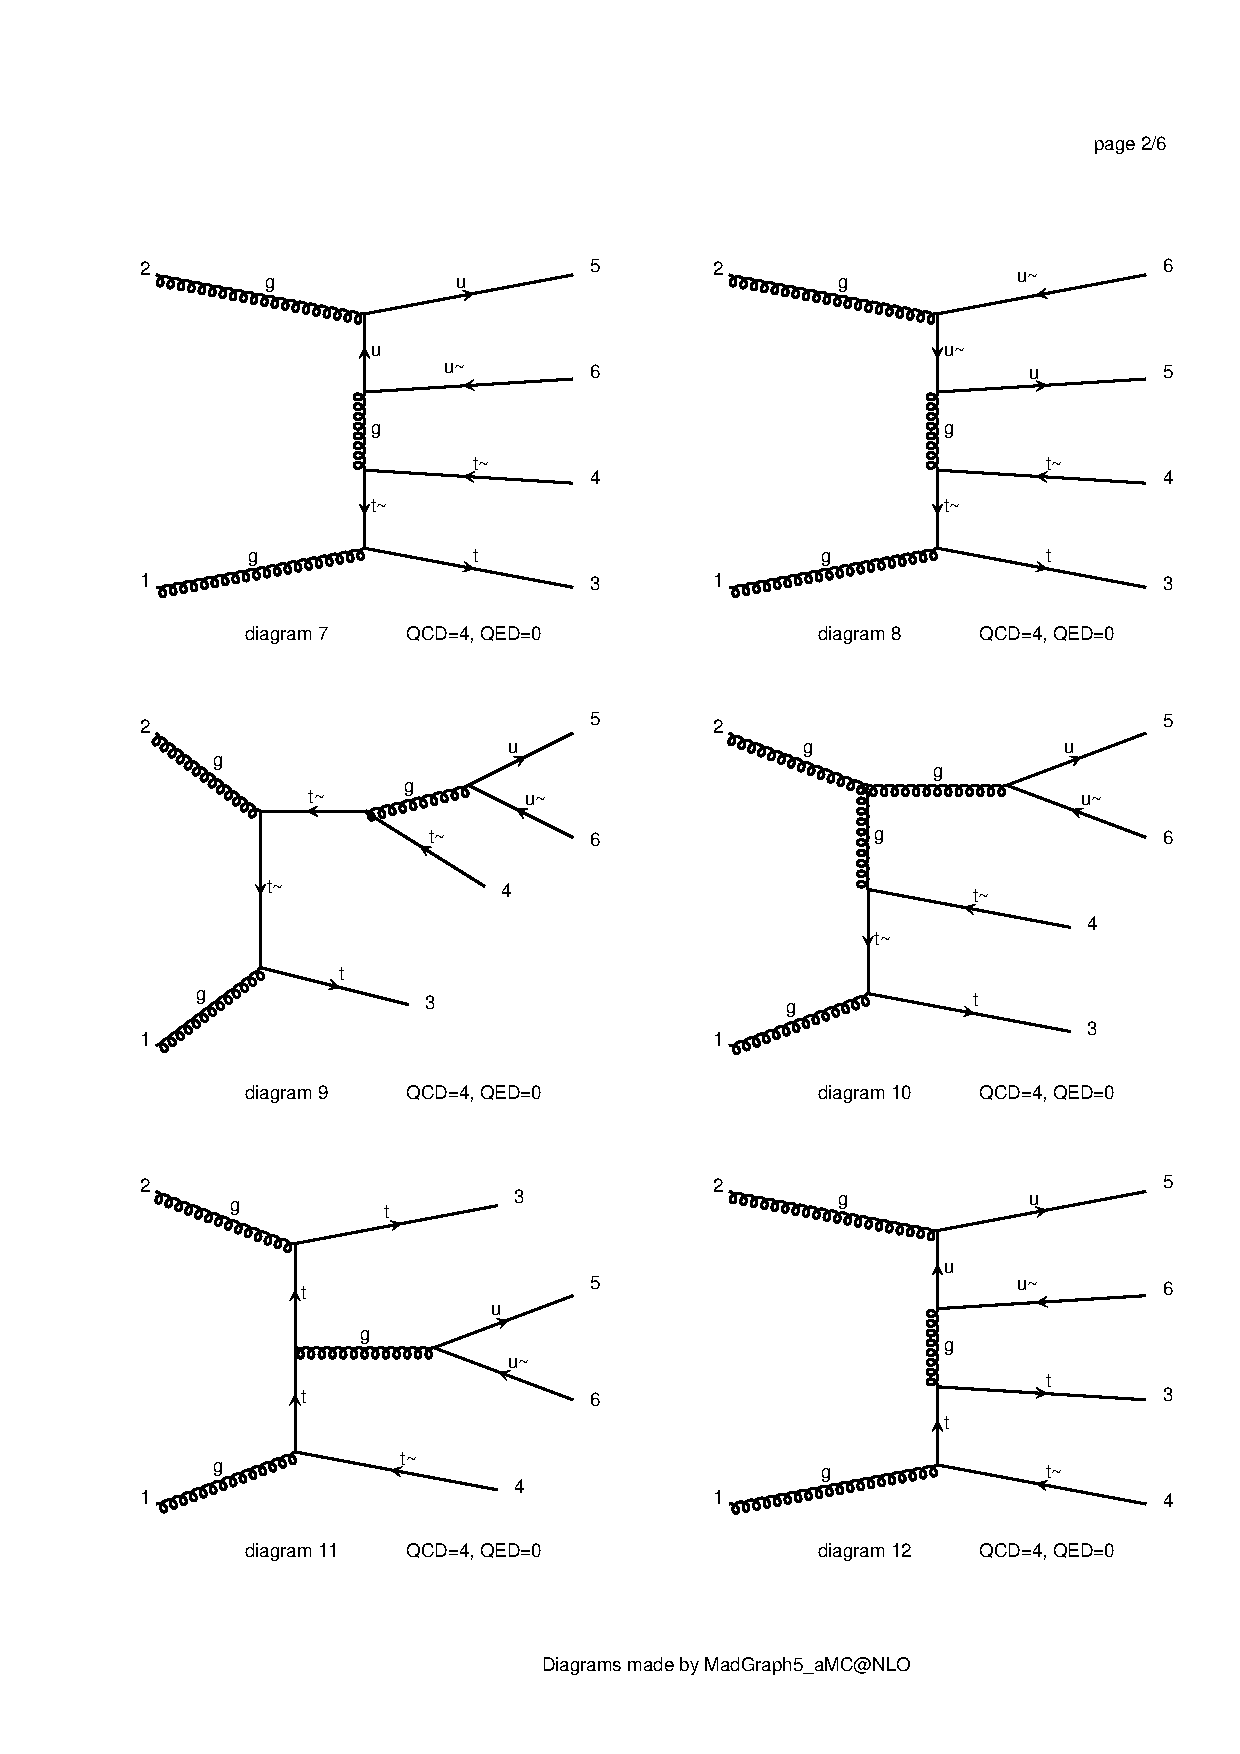 page 2/6
2 g u 5
u
u~ 6
g
t~ 4
t~
1 g t 3
diagram 7 QCD=4, QED=0
2 g u~ 6
u~
u 5
g
t~ 4
t~
1 g t 3
diagram 8 QCD=4, QED=0
2 g u 5
g
t~ u~ 6
t~ 4
t~
1 g t 3
diagram 9 QCD=4, QED=0
2 g u 5
g
u~ 6
g
t~ 4
t~
1 g t 3
diagram 10 QCD=4, QED=0
2 g t 3
t
u 5
g
u~ 6
t
1 g t~ 4
diagram 11 QCD=4, QED=0
2 g u 5
u
u~ 6
g
t 3
t
1 g t~ 4
diagram 12 QCD=4, QED=0
Diagrams made by MadGraph5_aMC@NLO